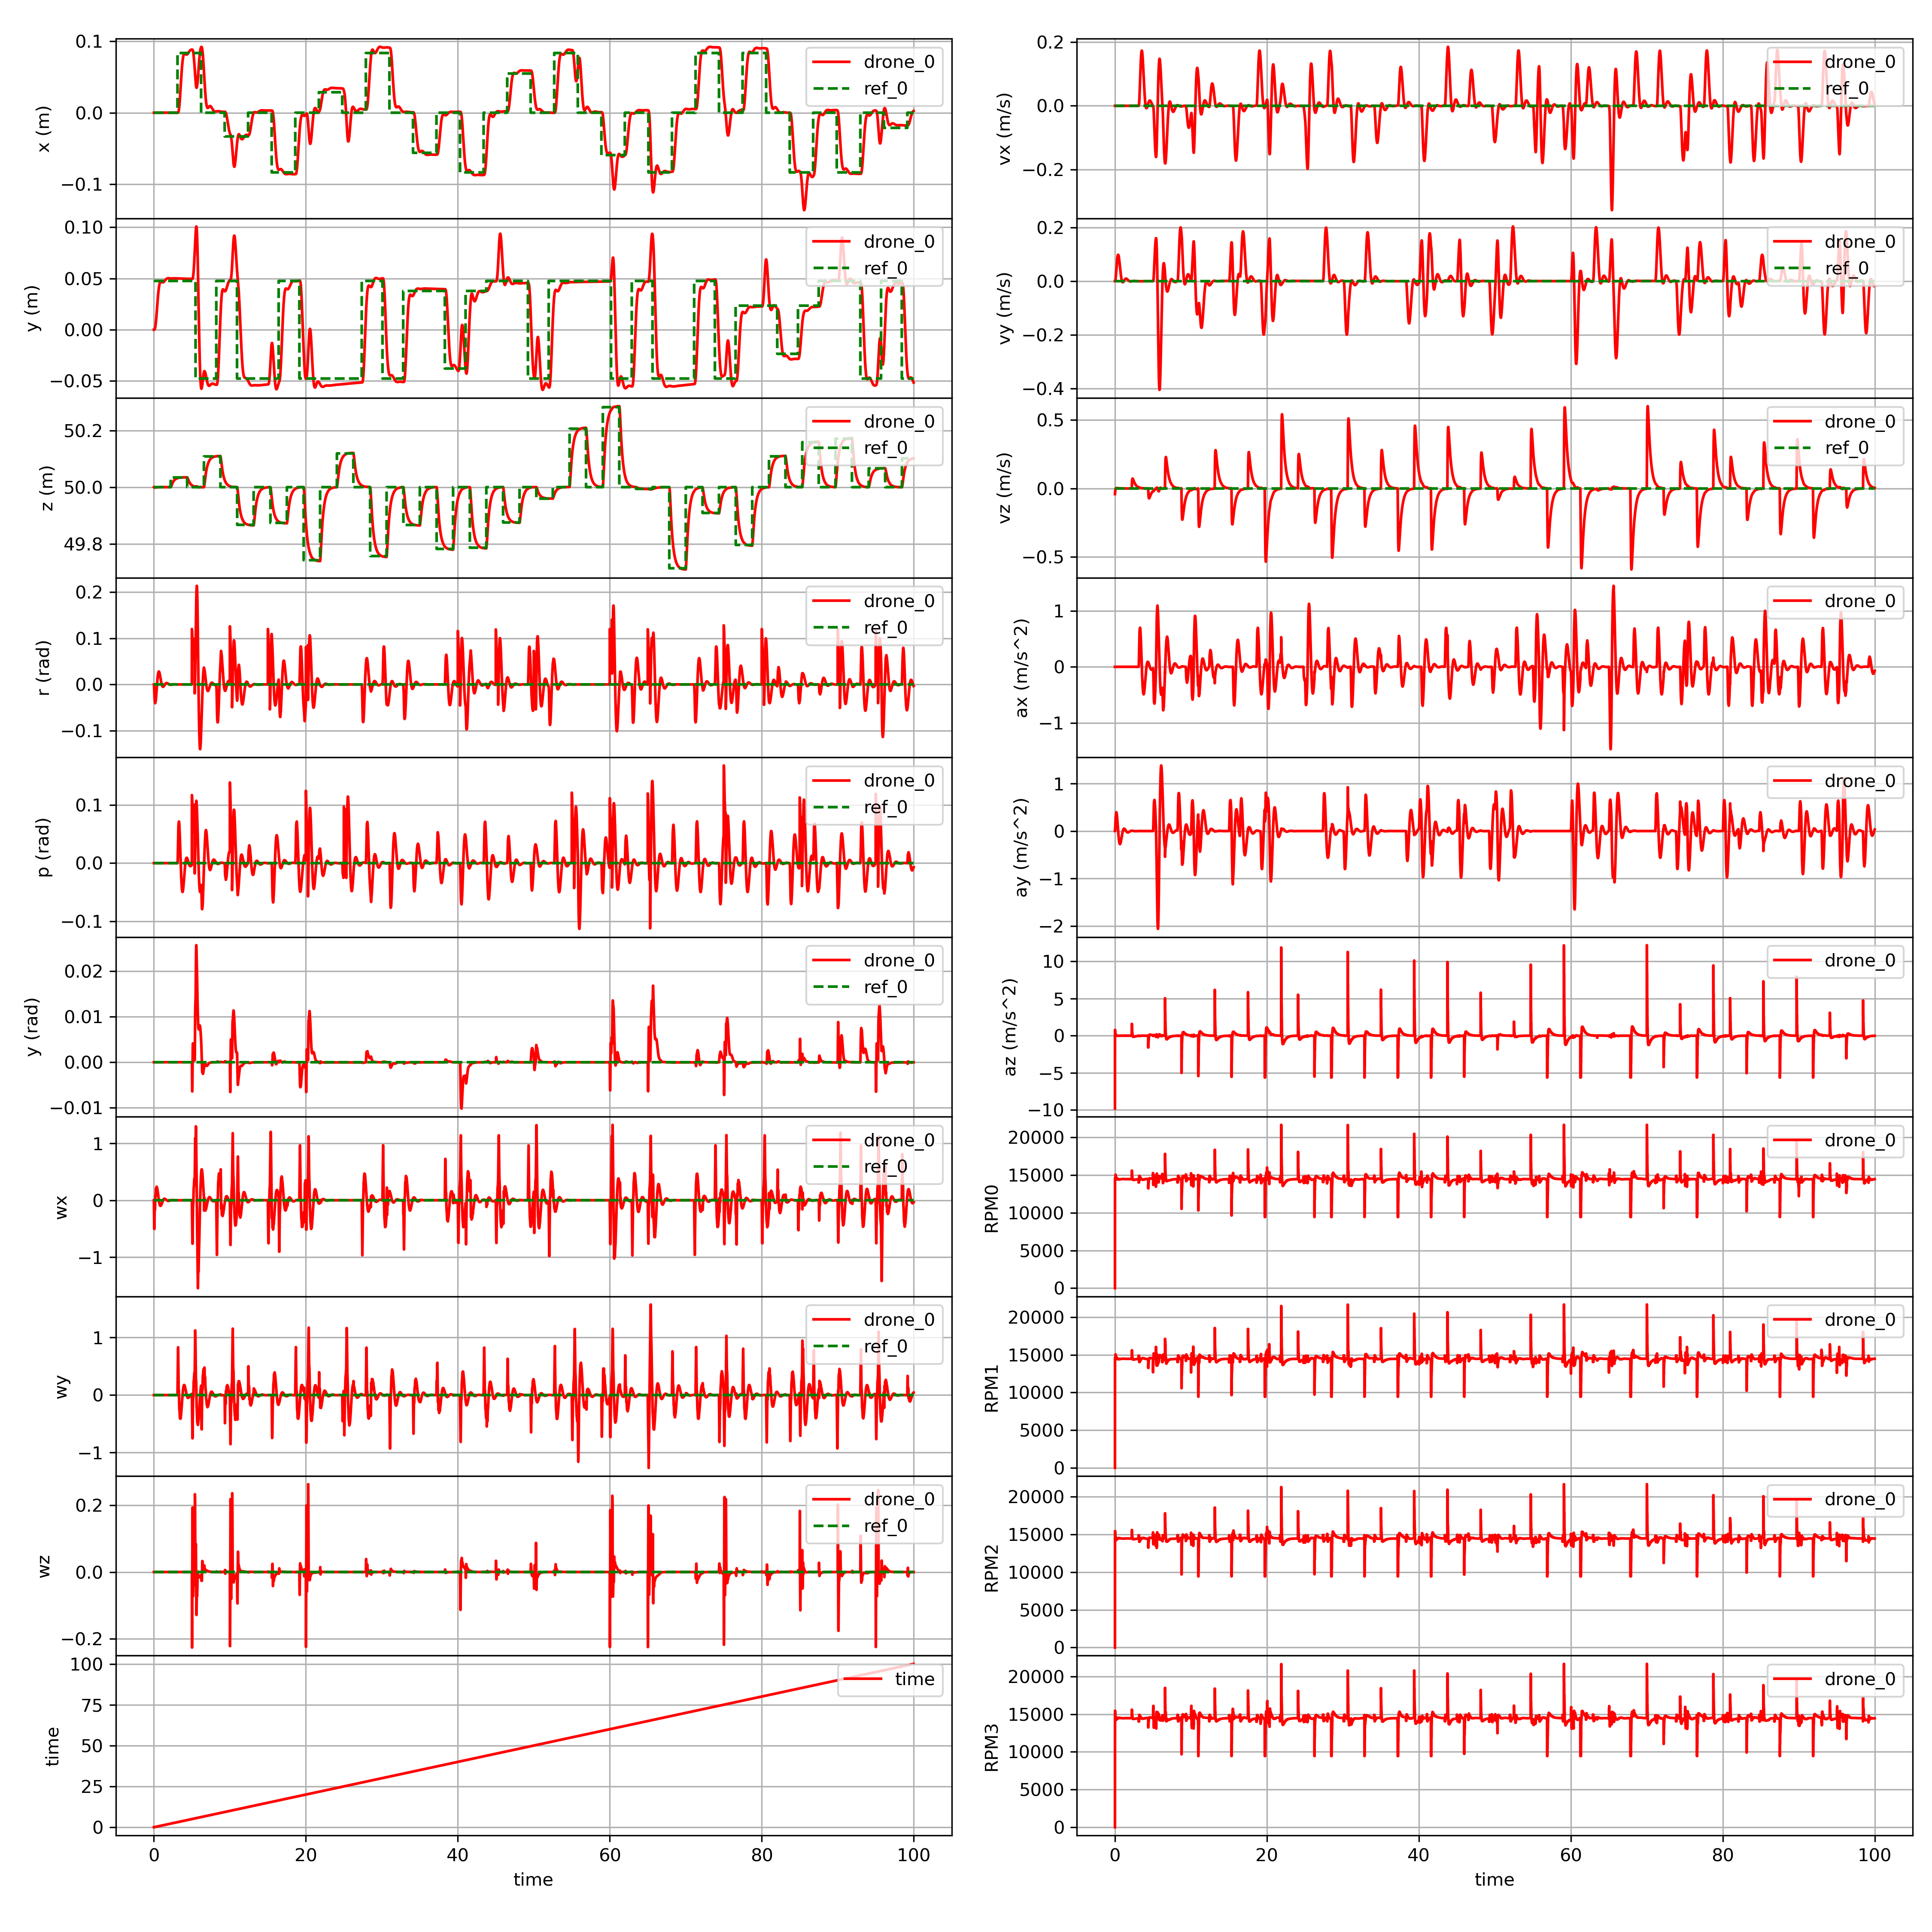 x (m)
0.1
0.0
−0.1
drone_0
ref_0
y (m)
0.10
0.05
0.00
−0.05
drone_0
ref_0
z (m)
50.2
50.0
49.8
drone_0
ref_0
r (rad)
0.2
0.1
0.0
−0.1
drone_0
ref_0
p (rad)
0.1
0.0
−0.1
drone_0
ref_0
y (rad)
0.02
0.01
0.00
−0.01
drone_0
ref_0
wx
1
0
−1
drone_0
ref_0
wy
1
0
−1
drone_0
ref_0
wz
0.2
0.0
−0.2
drone_0
ref_0
time
100
75
50
25
0
time
0 20 40 60 80 100
time
vx (m/s)
0.2
0.0
−0.2
drone_0
ref_0
vy (m/s)
0.2
0.0
−0.2
−0.4
drone_0
ref_0
vz (m/s)
0.5
0.0
−0.5
drone_0
ref_0
ax (m/s^2)
1
0
−1
drone_0
ay (m/s^2)
1
0
−1
−2
drone_0
az (m/s^2)
10
5
0
−5
−10
drone_0
RPM0
20000
15000
10000
5000
0
drone_0
RPM1
20000
15000
10000
5000
0
drone_0
RPM2
20000
15000
10000
5000
0
drone_0
RPM3
20000
15000
10000
5000
0
drone_0
0 20 40 60 80 100
time